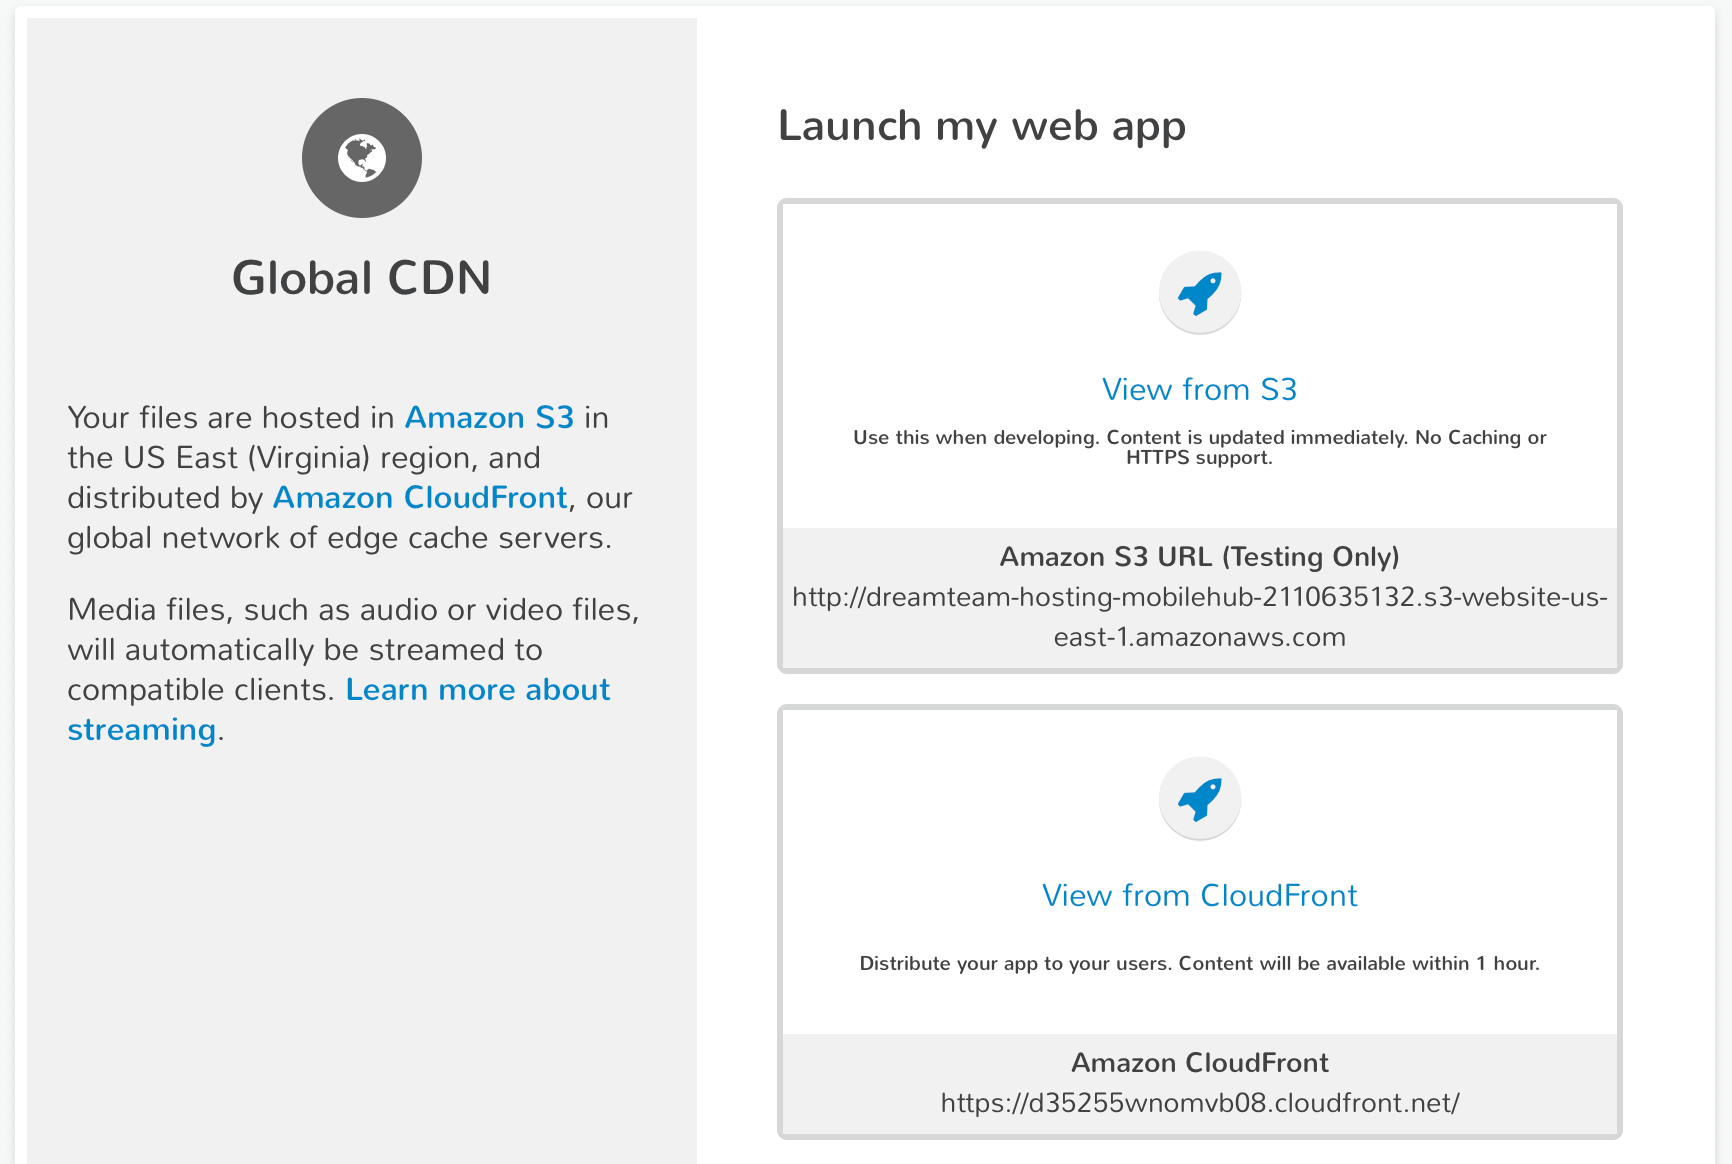 Global CDN
Your files are hosted in Amazon S3 in
the US East (Virginia) region, and
distributed by Amazon CloudFront, our
global network of edge cache servers.
Media files, such as audio or video files,
will automatically be streamed to
compatible clients. Learn more about
streaming.
Launch my web app
View from S3
Use this when developing. Content is updated immediately. No Caching or
HTTPS support.
Amazon S3 URL (Testing Only)
http://dreamteam-hosting-mobilehub-2110635132.s3-website-us-
east-1.amazonaws.com
View from CloudFront
Distribute your app to your users. Content will be available within 1 hour.
Amazon CloudFront
https://d35255wnomvb08.cloudfront.net/